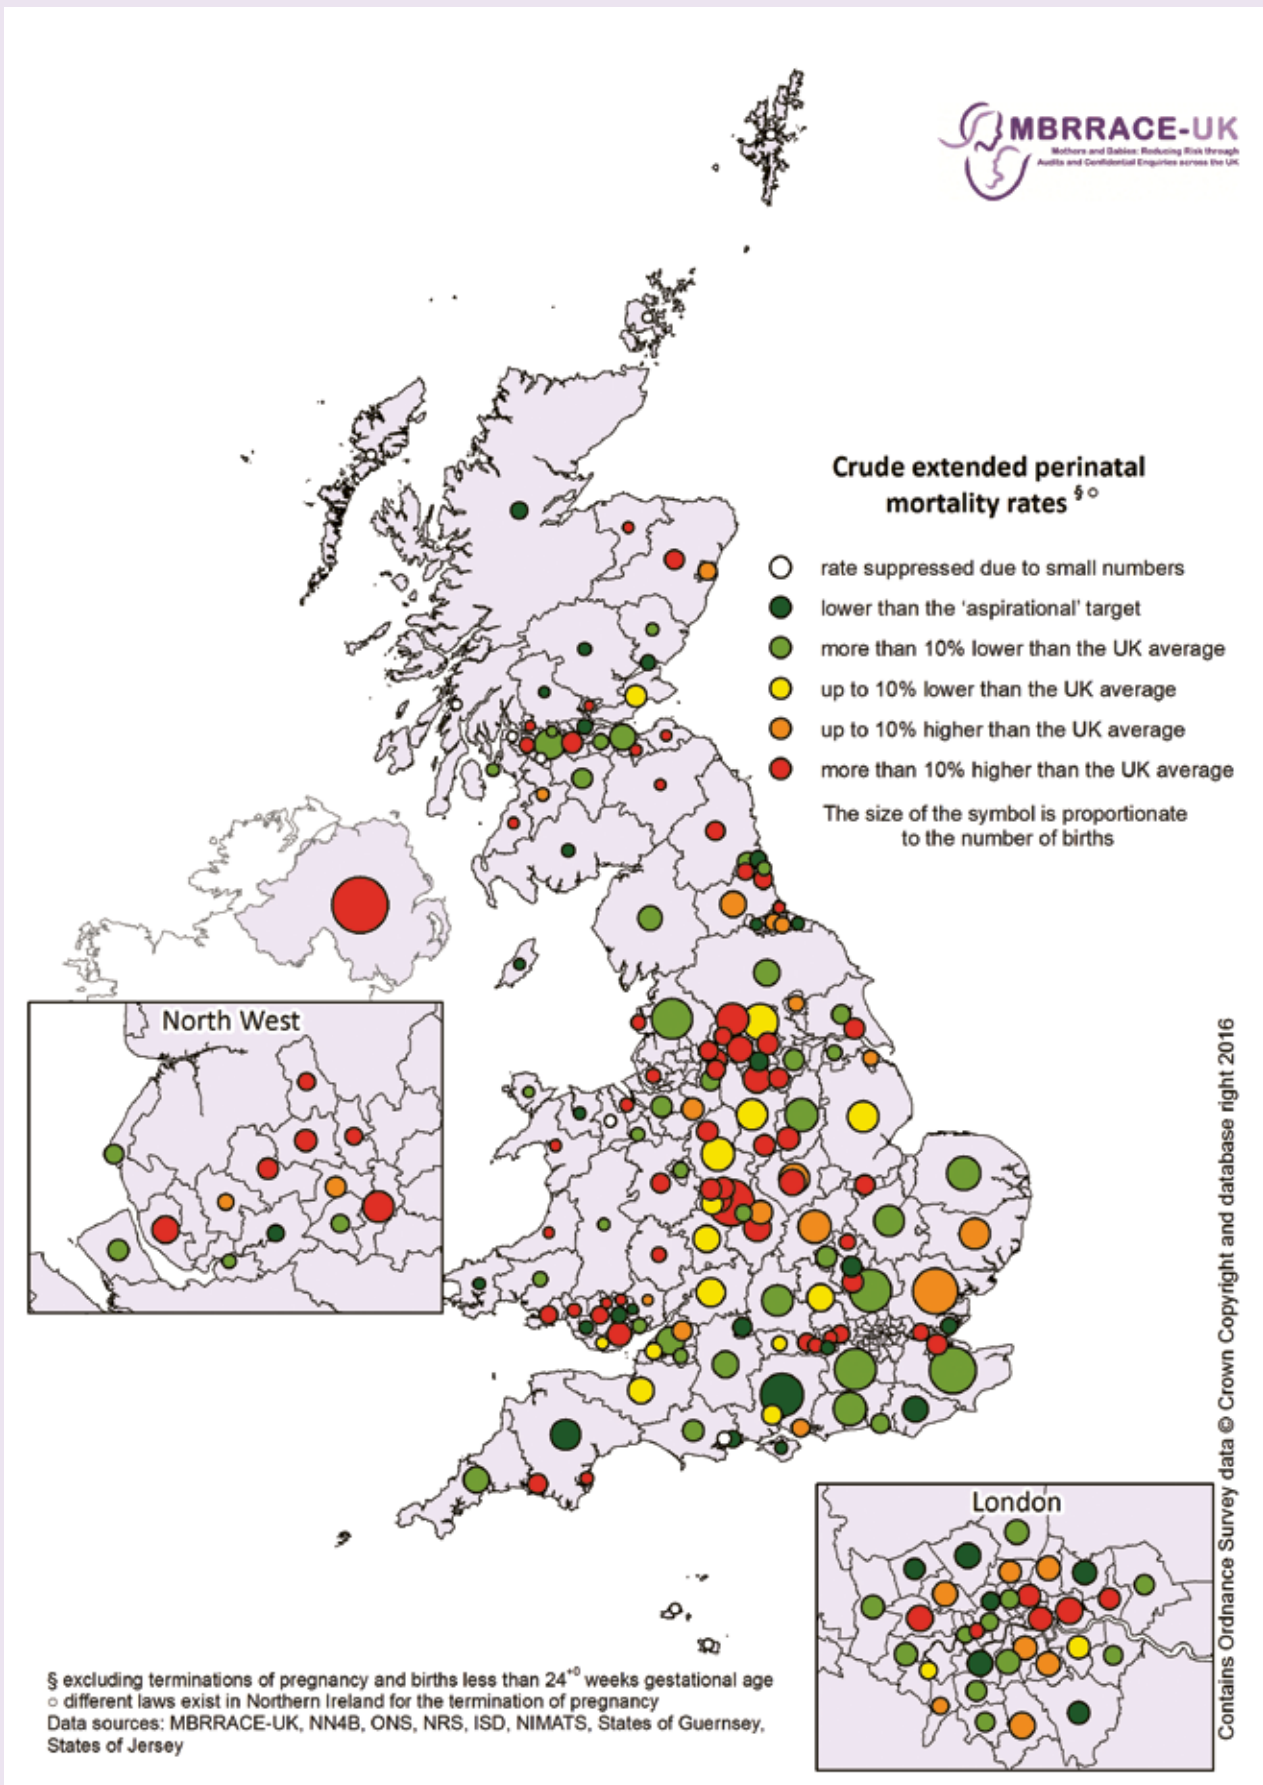 MBRRACE-UK
Mothers and Babies: Reducing Risk through
Audits and Confidential Enquiries across the UK
Crude extended perinatal
mortality rates § ○
rate suppressed due to small numbers
lower than the 'aspirational' target
more than 10% lower than the UK average
up to 10% lower than the UK average
up to 10% higher than the UK average
more than 10% higher than the UK average
The size of the symbol is proportionate
to the number of births
North West
London
Contains Ordnance Survey data © Crown Copyright and database right 2016
§ excluding terminations of pregnancy and births less than 24⁺⁰ weeks gestational age
○ different laws exist in Northern Ireland for the termination of pregnancy
Data sources: MBRRACE-UK, NN4B, ONS, NRS, ISD, NIMATS, States of Guernsey,
States of Jersey